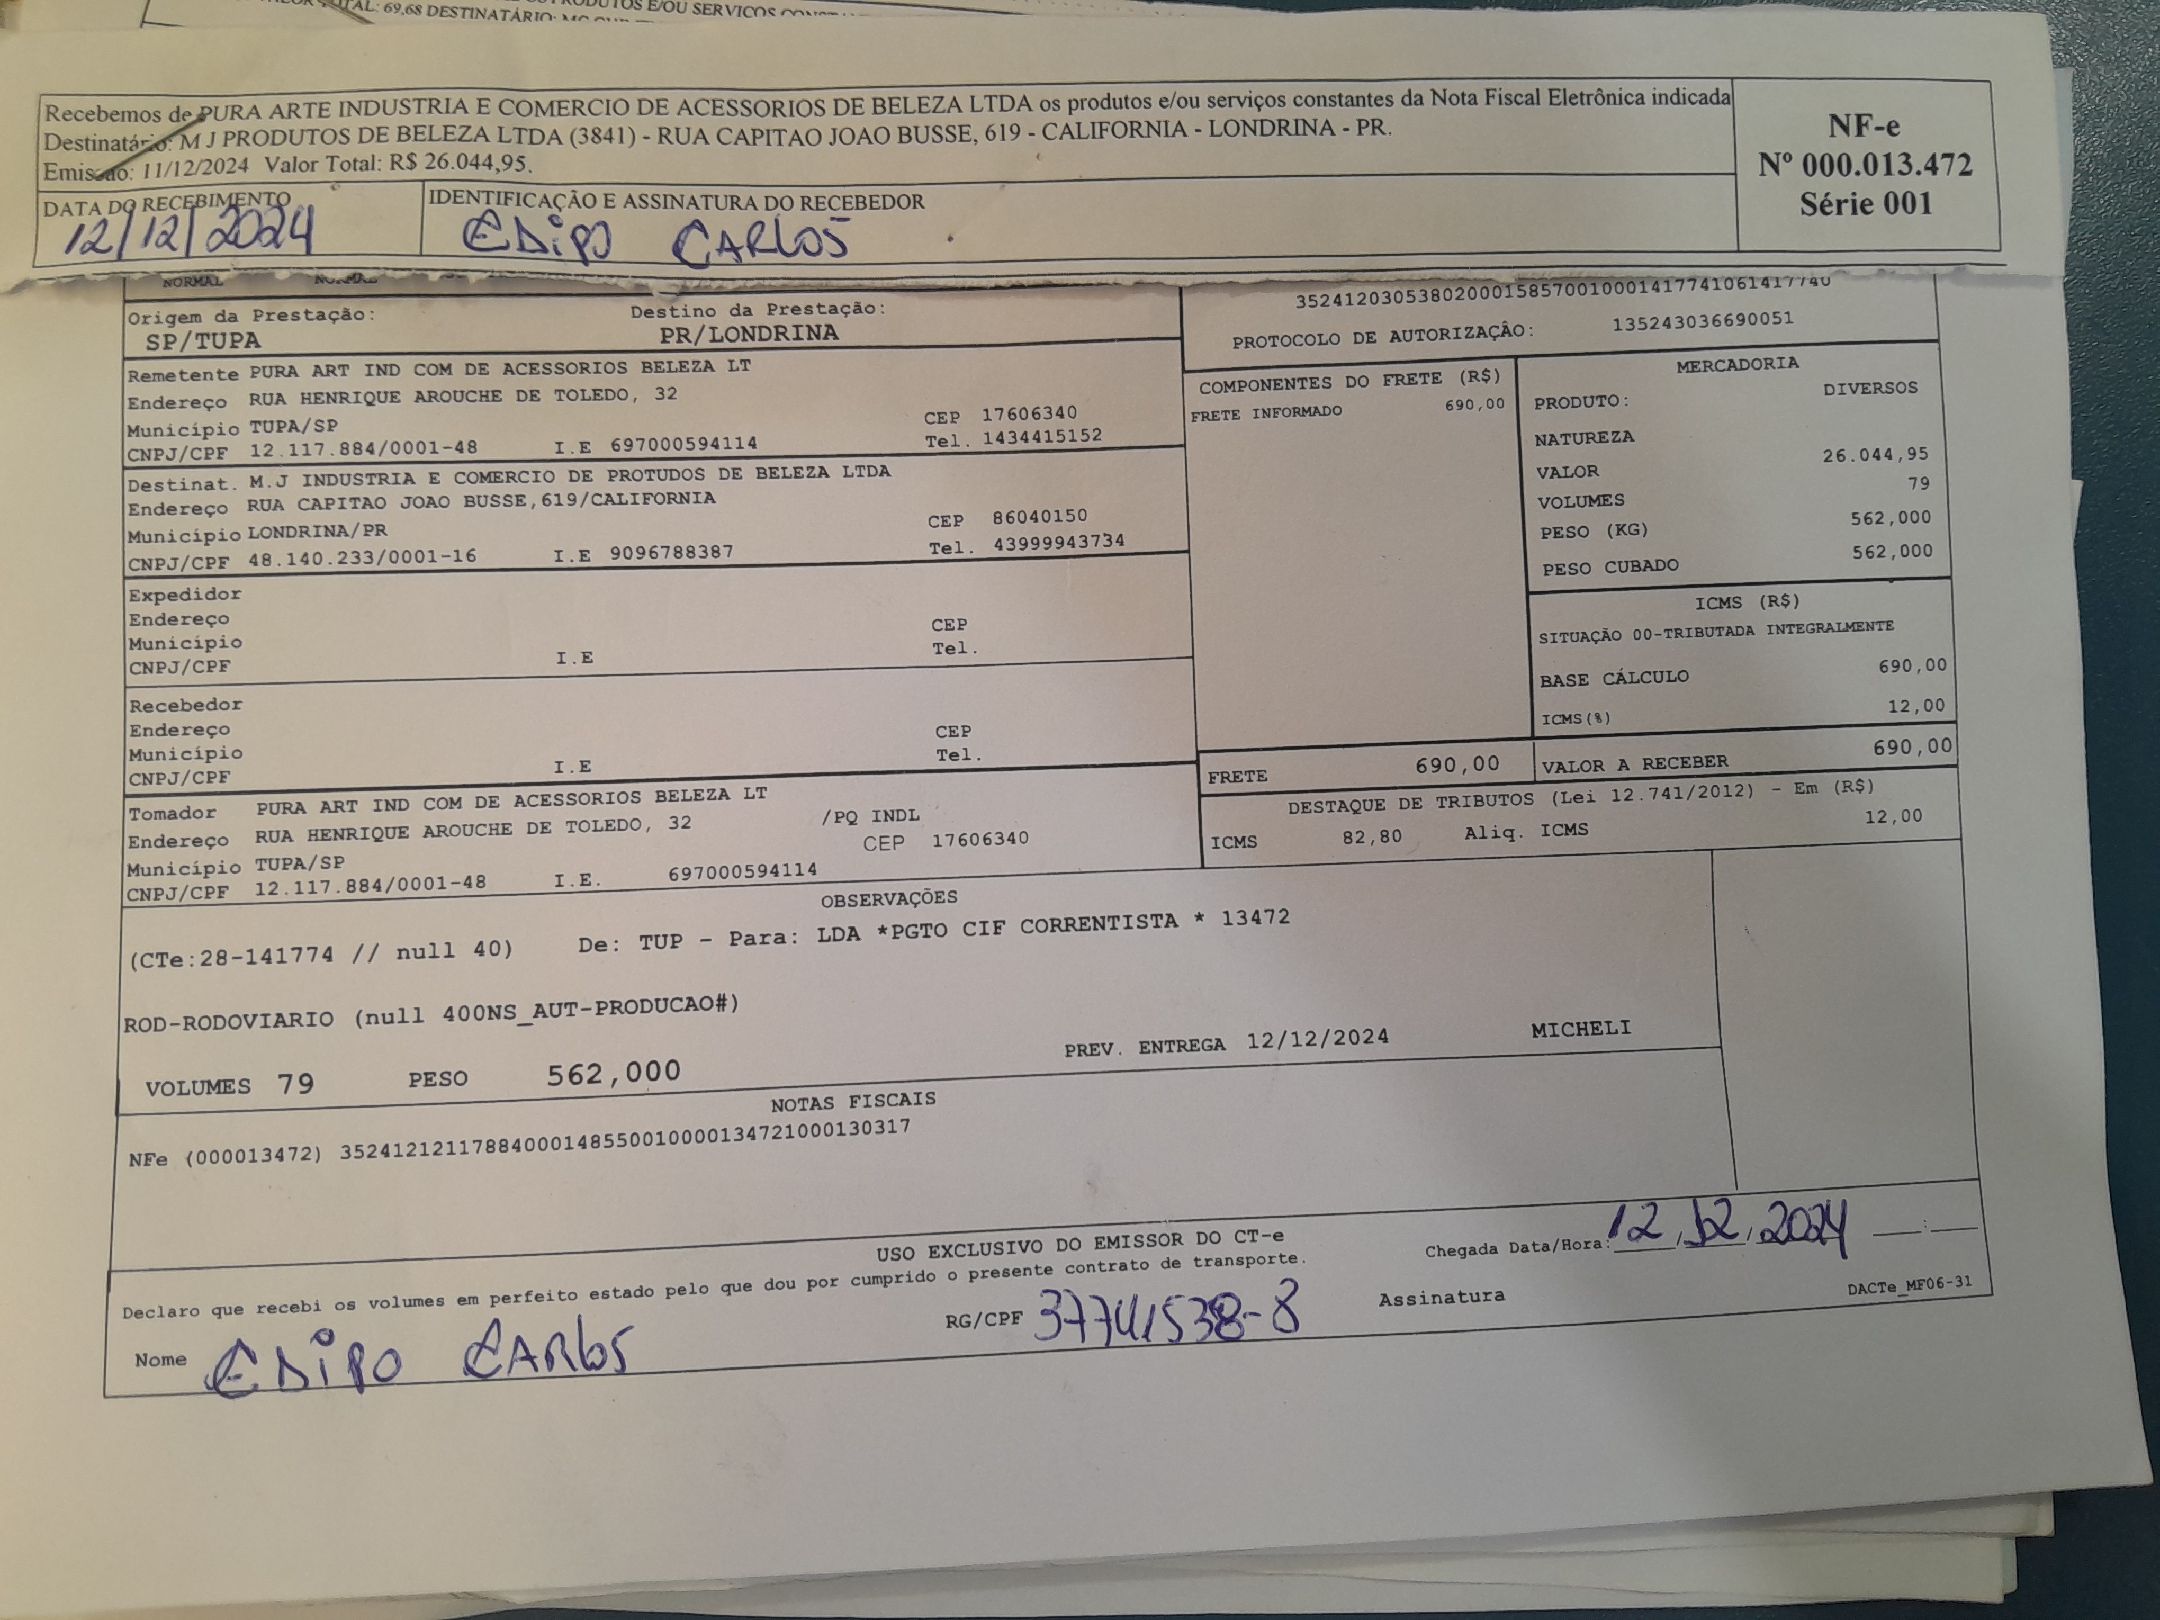 TAL: 69,68 DESTINATÁRIO:
E/OU SERVIÇOS
Recebemos de PURA ARTE INDUSTRIA E COMERCIO DE ACESSORIOS DE BELEZA LTDA os produtos e/ou serviços constantes da Nota Fiscal Eletrônica indicada
Destinatário: M J PRODUTOS DE BELEZA LTDA (3841) - RUA CAPITAO JOAO BUSSE, 619 - CALIFORNIA - LONDRINA - PR.
Emissão: 11/12/2024 Valor Total: R$ 26.044,95.
NF-e
Nº 000.013.472
Série 001
DATA DO RECEBIMENTO
12/12/2024
IDENTIFICAÇÃO E ASSINATURA DO RECEBEDOR
EDIPO CARLOS
NORMAL NORMAL
Origem da Prestação: Destino da Prestação:
SP/TUPA PR/LONDRINA
35241203053802000158570010001417741061417740
PROTOCOLO DE AUTORIZAÇÃO: 135243036690051
Remetente PURA ART IND COM DE ACESSORIOS BELEZA LT
Endereço RUA HENRIQUE AROUCHE DE TOLEDO, 32
Município TUPA/SP CEP 17606340
CNPJ/CPF 12.117.884/0001-48 I.E 697000594114 Tel. 1434415152
Destinat. M.J INDUSTRIA E COMERCIO DE PROTUDOS DE BELEZA LTDA
Endereço RUA CAPITAO JOAO BUSSE,619/CALIFORNIA
Município LONDRINA/PR CEP 86040150
CNPJ/CPF 48.140.233/0001-16 I.E 9096788387 Tel. 43999943734
Expedidor
Endereço
Município CEP
CNPJ/CPF I.E Tel.
Recebedor
Endereço
Município CEP
CNPJ/CPF I.E Tel.
Tomador PURA ART IND COM DE ACESSORIOS BELEZA LT
Endereço RUA HENRIQUE AROUCHE DE TOLEDO, 32 /PQ INDL
Município TUPA/SP CEP 17606340
CNPJ/CPF 12.117.884/0001-48 I.E. 697000594114
COMPONENTES DO FRETE (R$)
FRETE INFORMADO 690,00
MERCADORIA
PRODUTO: DIVERSOS
NATUREZA
VALOR 26.044,95
VOLUMES 79
PESO (KG) 562,000
PESO CUBADO 562,000
ICMS (R$)
SITUAÇÃO 00-TRIBUTADA INTEGRALMENTE
BASE CÁLCULO 690,00
ICMS(%) 12,00
FRETE 690,00 VALOR A RECEBER 690,00
DESTAQUE DE TRIBUTOS (Lei 12.741/2012) - Em (R$)
ICMS 82,80 Aliq. ICMS 12,00
OBSERVAÇÕES
(CTe:28-141774 // null 40) De: TUP - Para: LDA *PGTO CIF CORRENTISTA * 13472
ROD-RODOVIARIO (null 400NS_AUT-PRODUCAO#)
PREV. ENTREGA 12/12/2024 MICHELI
VOLUMES 79 PESO 562,000
NOTAS FISCAIS
NFe (000013472) 35241212117884000148550010000134721000130317
USO EXCLUSIVO DO EMISSOR DO CT-e
Declaro que recebi os volumes em perfeito estado pelo que dou por cumprido o presente contrato de transporte.
Chegada Data/Hora: 12/12/2024 __:__
Nome EDIPO CARLOS RG/CPF 37741538-8 Assinatura
DACTe_MF06-31